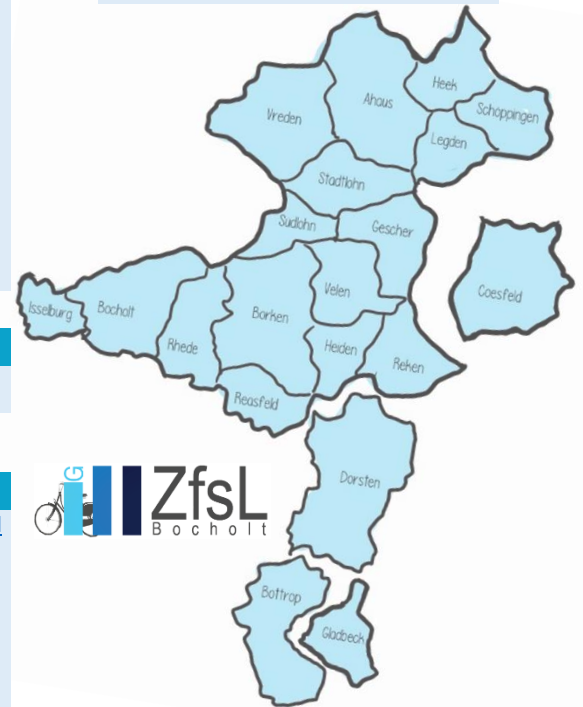 Heek
Ahaus
Schöppingen
Vreden
Legden
Stadtlohn
Südlohn
Gescher
Coesfeld
Velen
Isselburg
Bocholt
Borken
Rhede
Heiden
Reken
Reasfeld
G
ZfsL
Bocholt
Dorsten
Bottrop
Gladbeck